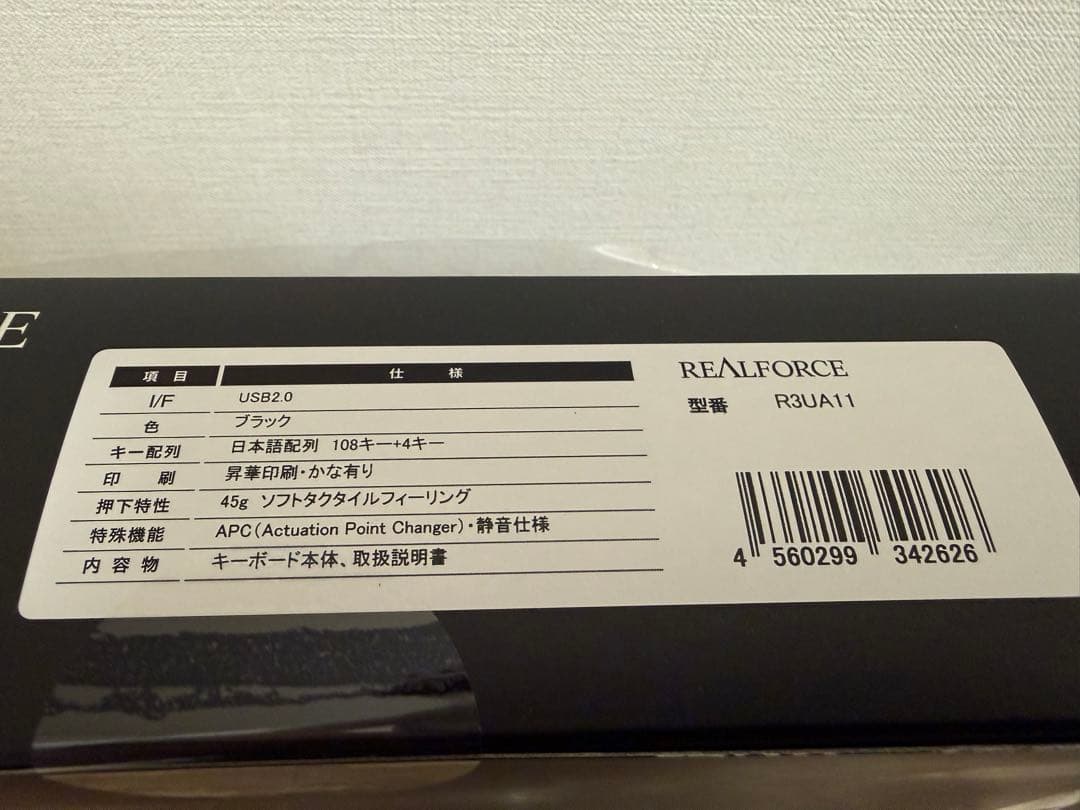 E
項 目 仕 様
I/F USB2.0
色 ブラック
キー配列 日本語配列 108キー+4キー
印 刷 昇華印刷・かな有り
押下特性 45g ソフトタクタイルフィーリング
特殊機能 APC(Actuation Point Changer)・静音仕様
内 容 物 キーボード本体、取扱説明書
REALFORCE
型番 R3UA11
4 560299 342626